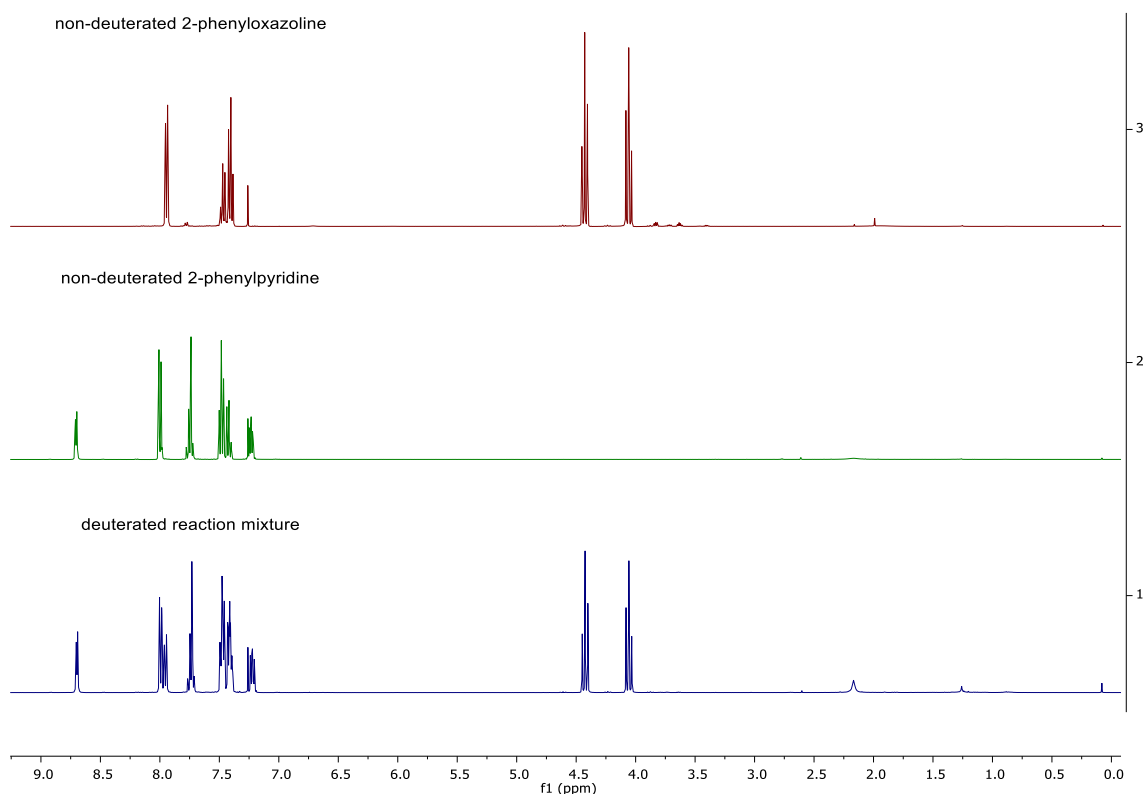 non-deuterated 2-phenyloxazoline
3
non-deuterated 2-phenylpyridine
2
deuterated reaction mixture
1
9.0 8.5 8.0 7.5 7.0 6.5 6.0 5.5 5.0 4.5 4.0 3.5 3.0 2.5 2.0 1.5 1.0 0.5 0.0
f1 (ppm)